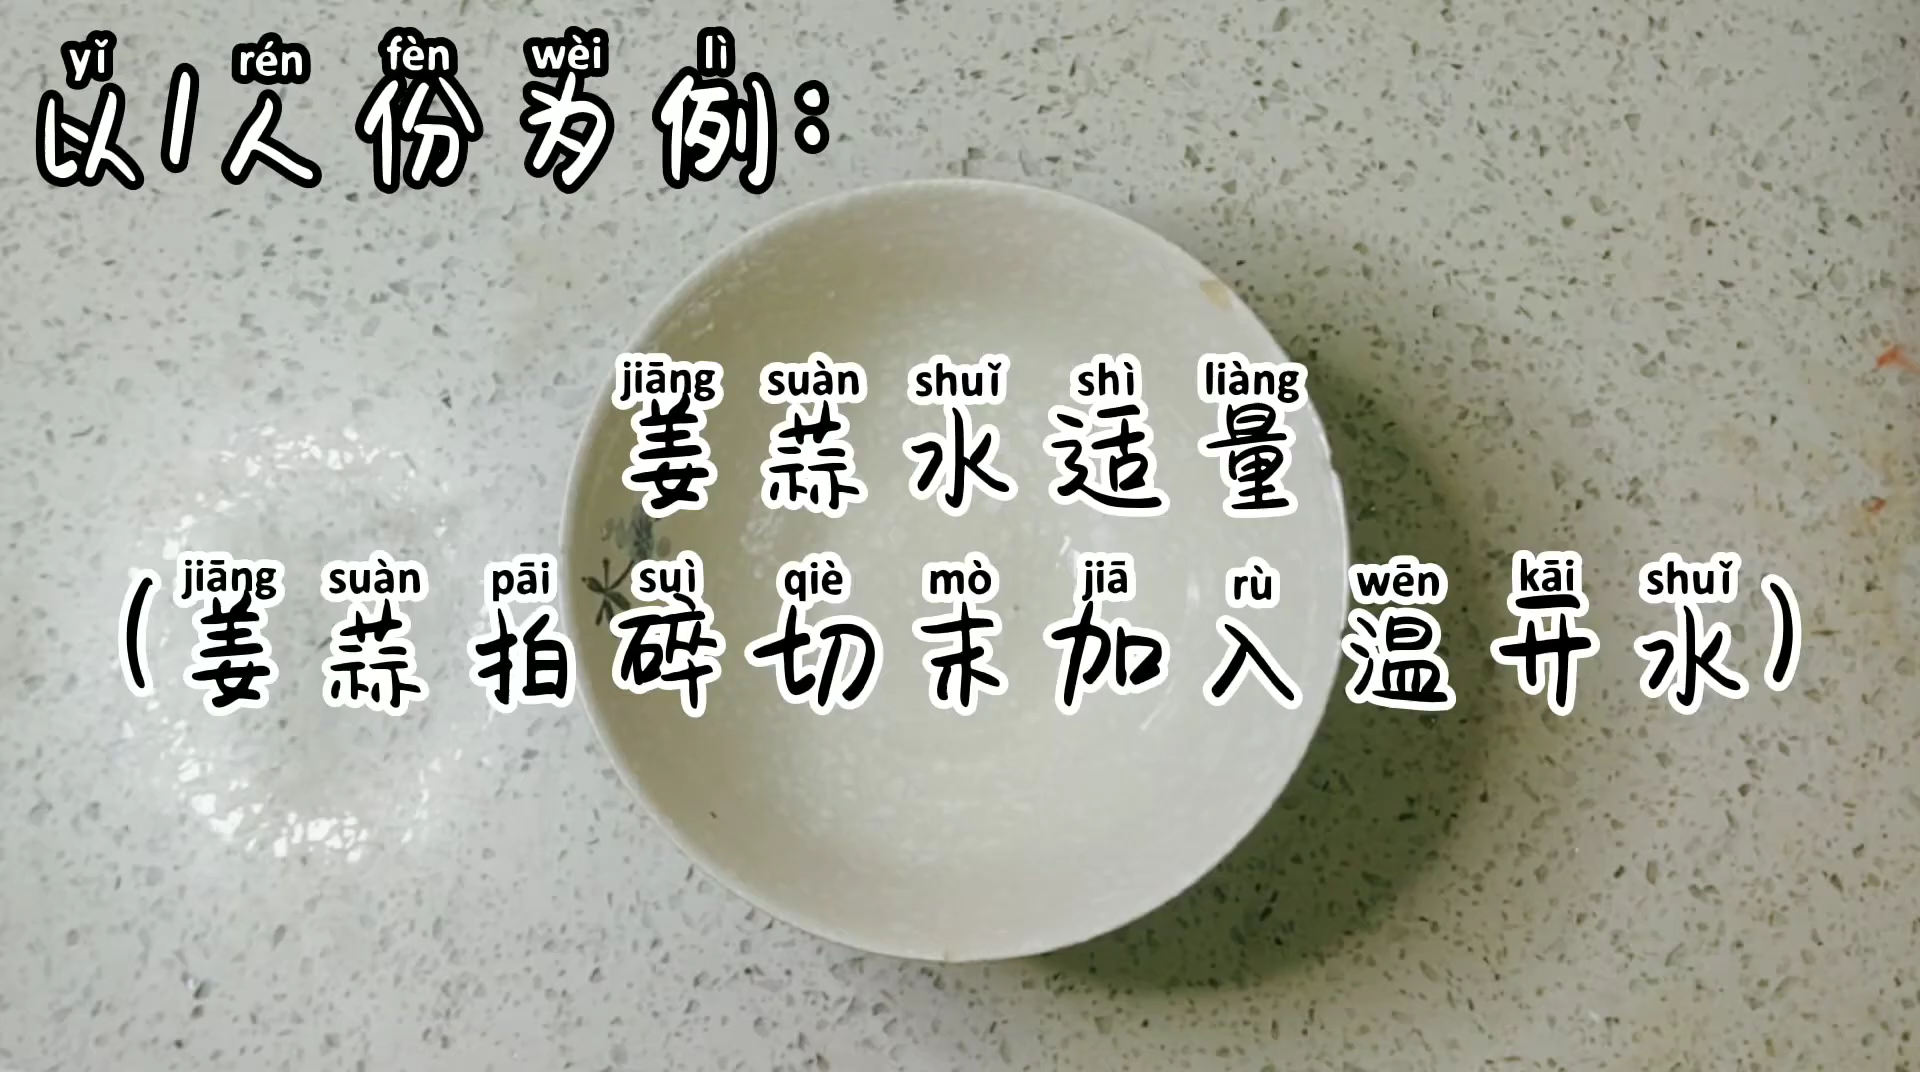 yǐ rén fèn wèi lì
以1人份为例:
jiāng suàn shuǐ shì liàng
姜蒜水适量
jiāng suàn pāi suì qiè mò jiā rù wēn kāi shuǐ
(姜蒜拍碎切末加入温开水)